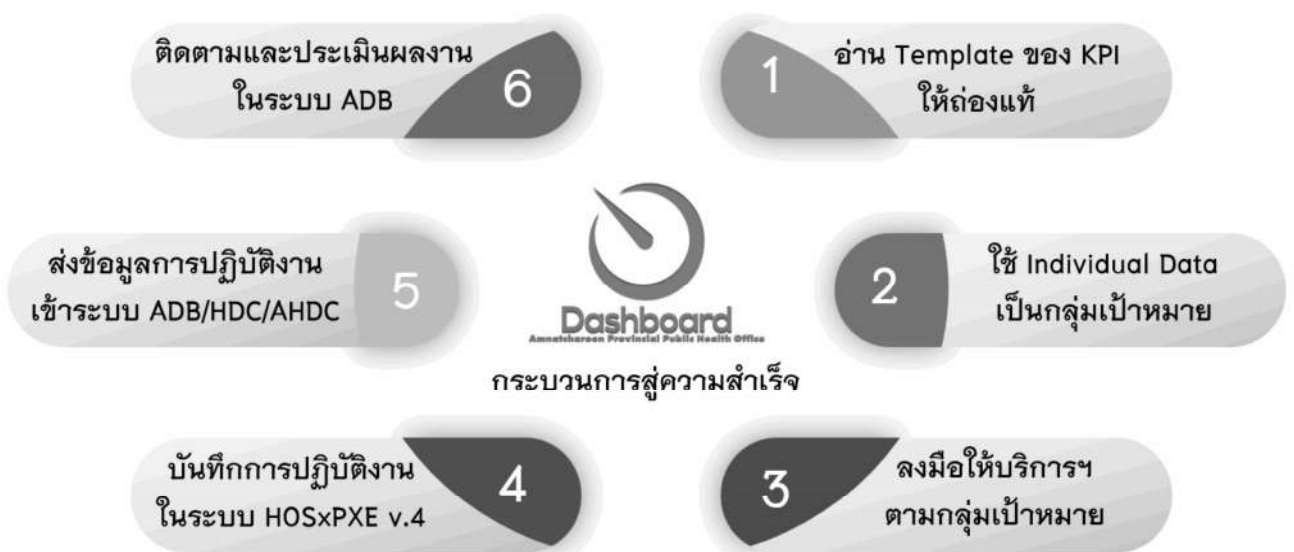 1
อ่าน Template ของ KPI
ให้ถ่องแท้
2
ใช้ Individual Data
เป็นกลุ่มเป้าหมาย
3
ลงมือให้บริการฯ
ตามกลุ่มเป้าหมาย
4
บันทึกการปฏิบัติงาน
ในระบบ HOSxPXE v.4
5
ส่งข้อมูลการปฏิบัติงาน
เข้าระบบ ADB/HDC/AHDC
6
ติดตามและประเมินผลงาน
ในระบบ ADB
Dashboard
Amnatcharoen Provincial Public Health Office
กระบวนการสู่ความสำเร็จ